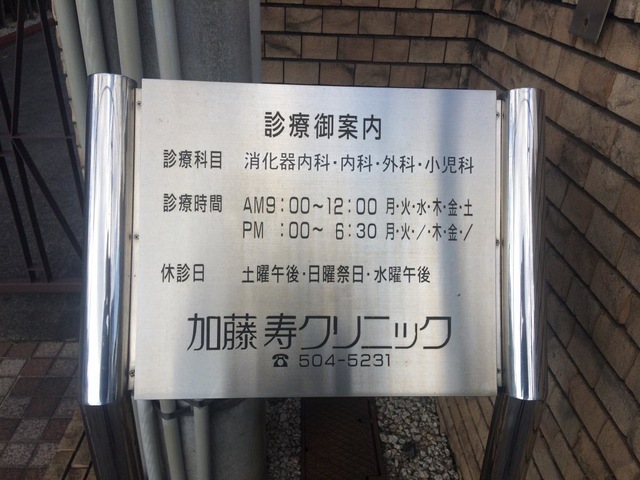 診療御案内
診療科目 消化器内科・内科・外科・小児科
診療時間 AM9:00～12:00 月・火・水・木・金・土
PM :00～ 6:30 月・火・/・木・金・/
休診日 土曜午後・日曜祭日・水曜午後
加藤寿クリニック
☎ 504-5231